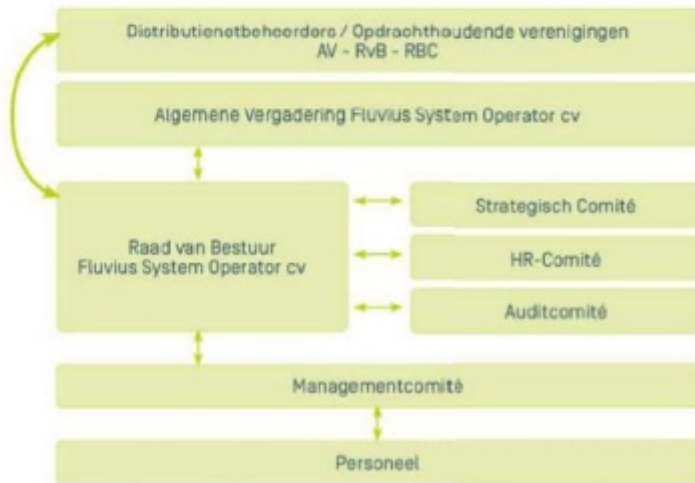 Distributienetbeheerders / Opdrachthoudende verenigingen
AV - RvB - RBC
Algemene Vergadering Fluvius System Operator cv
Raad van Bestuur
Fluvius System Operator cv
Strategisch Comité
HR-Comité
Auditcomité
Managementcomité
Personeel